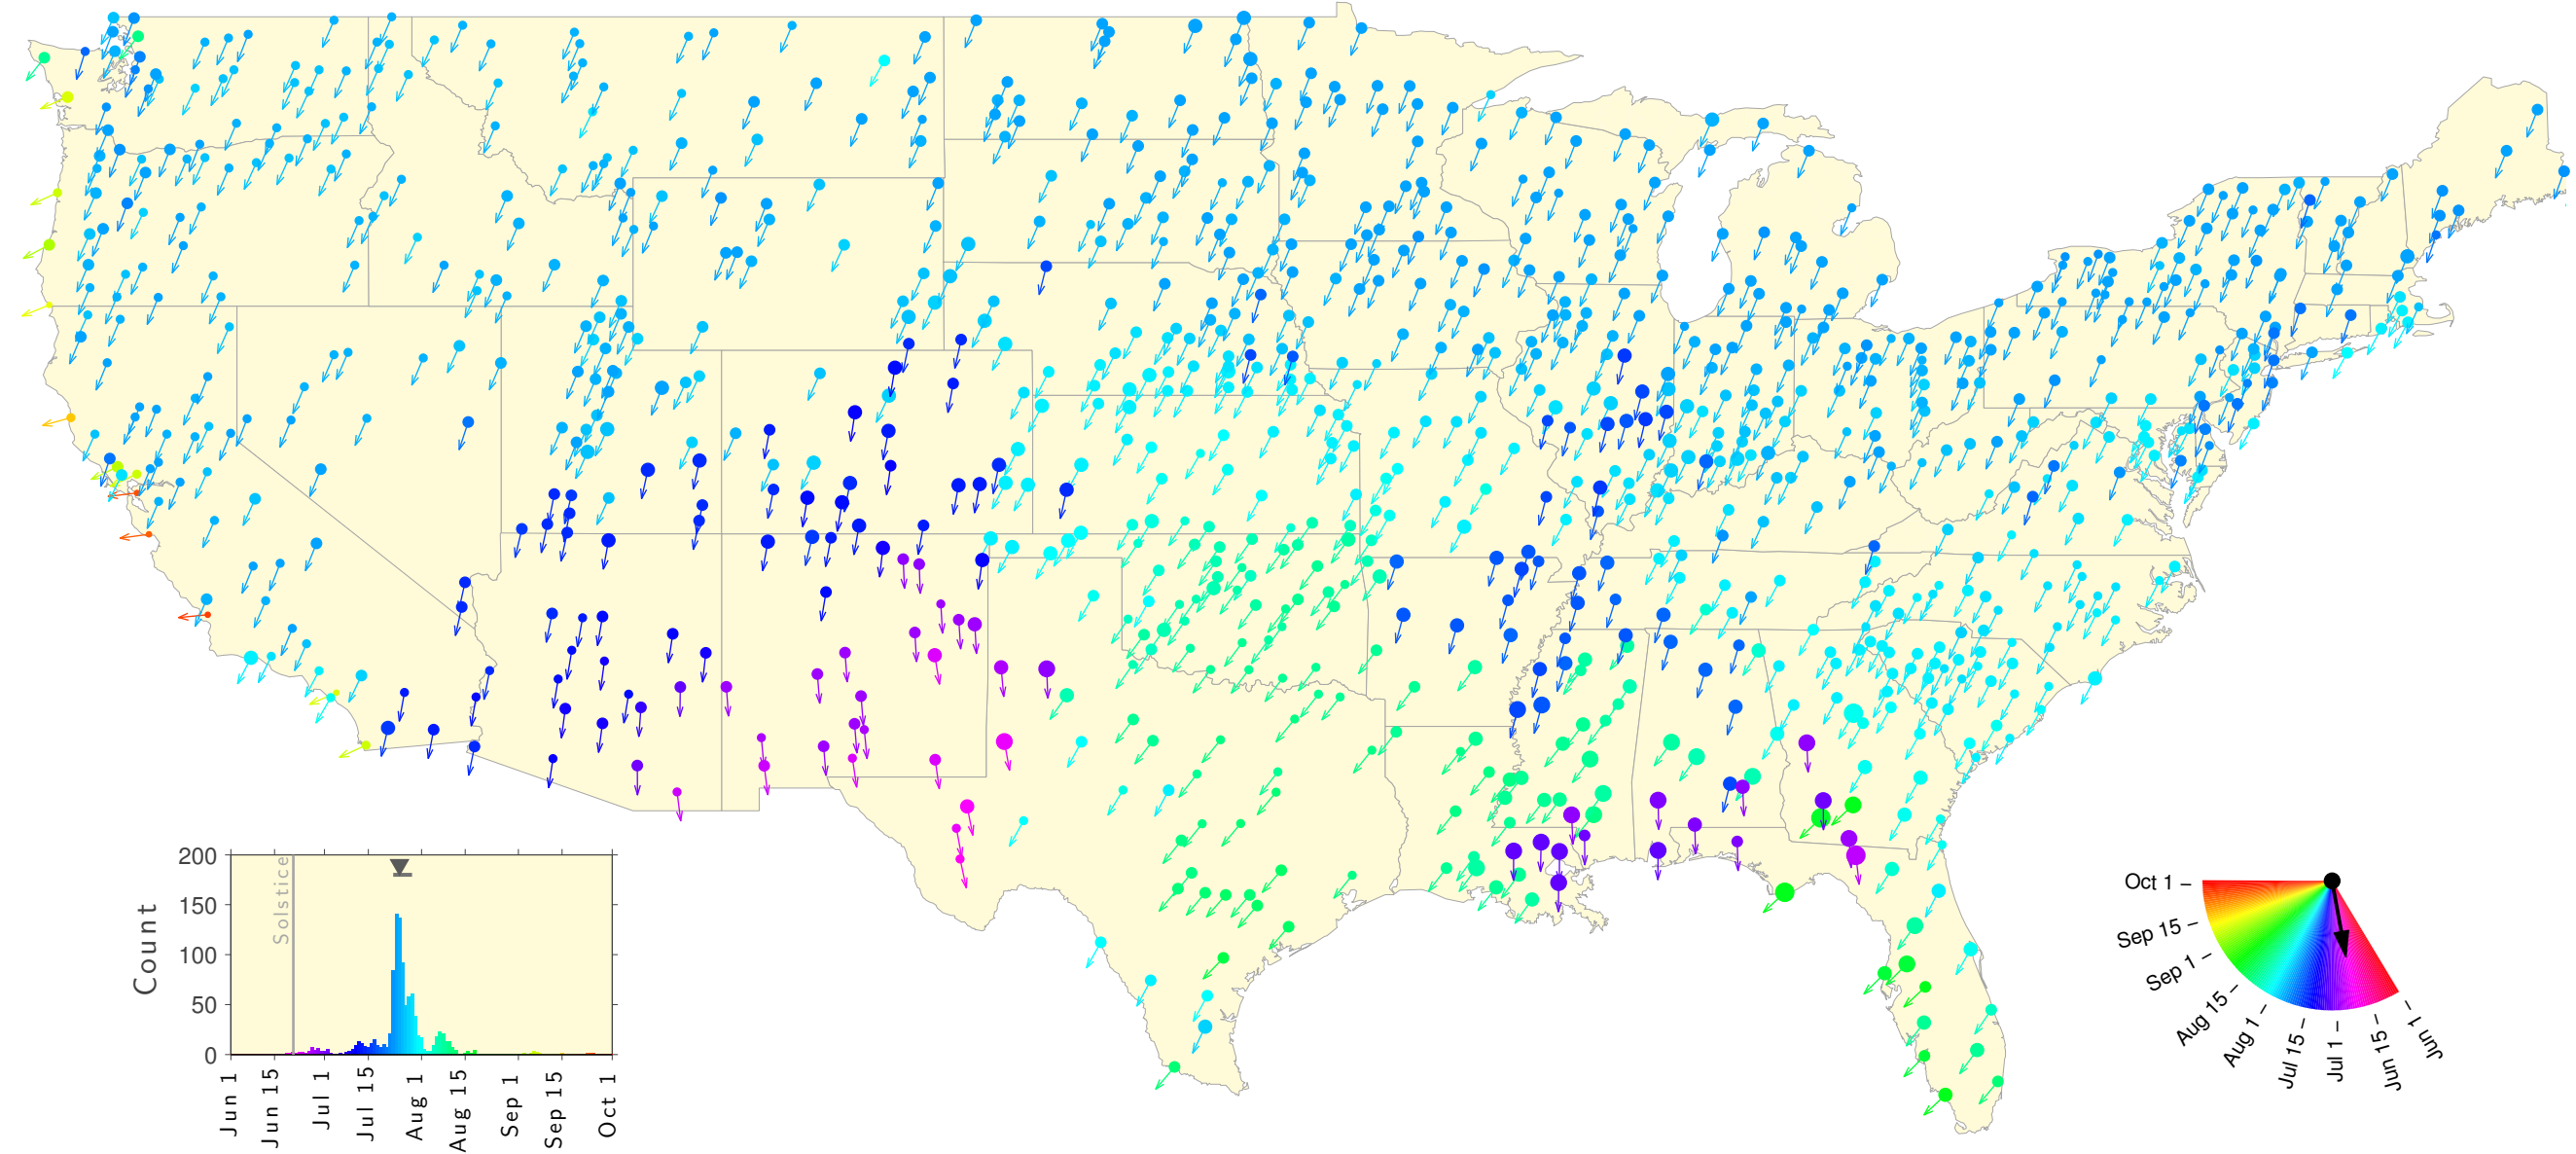 200
150
100
50
0
Count
Solstice
Jun 1
Jun 15
Jul 1
Jul 15
Aug 1
Aug 15
Sep 1
Sep 15
Oct 1
Oct 1 –
Sep 15 –
Sep 1 –
Aug 15 –
Aug 1 –
Jul 15 –
Jul 1 –
Jun 15 –
Jun 1 –